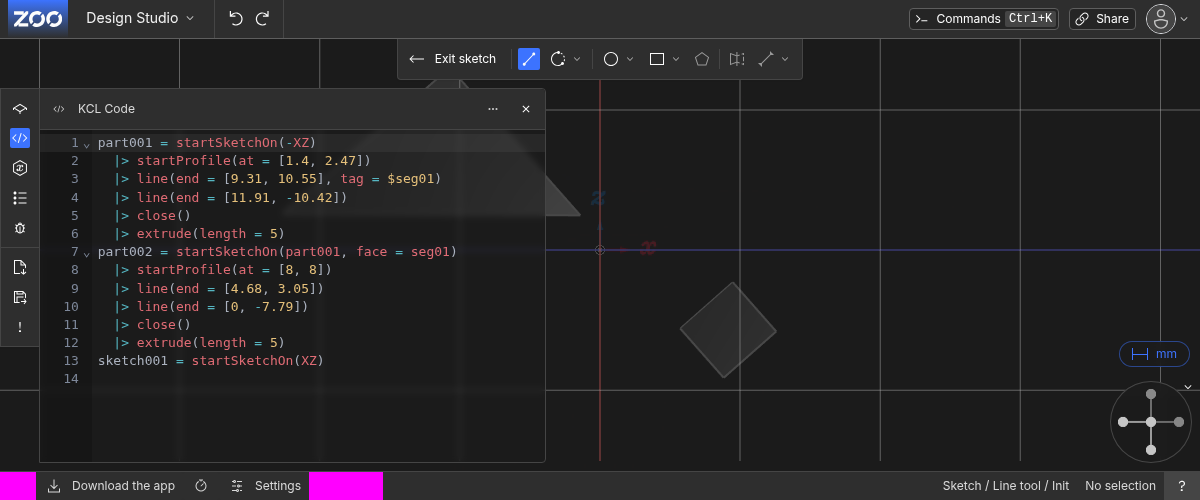 ZOO Design Studio Commands Ctrl+K Share
Exit sketch
</> KCL Code
1 part001 = startSketchOn(-XZ)
2 |> startProfile(at = [1.4, 2.47])
3 |> line(end = [9.31, 10.55], tag = $seg01)
4 |> line(end = [11.91, -10.42])
5 |> close()
6 |> extrude(length = 5)
7 part002 = startSketchOn(part001, face = seg01)
8 |> startProfile(at = [8, 8])
9 |> line(end = [4.68, 3.05])
10 |> line(end = [0, -7.79])
11 |> close()
12 |> extrude(length = 5)
13 sketch001 = startSketchOn(XZ)
14
z
x
mm
Download the app Settings Sketch / Line tool / Init No selection ?